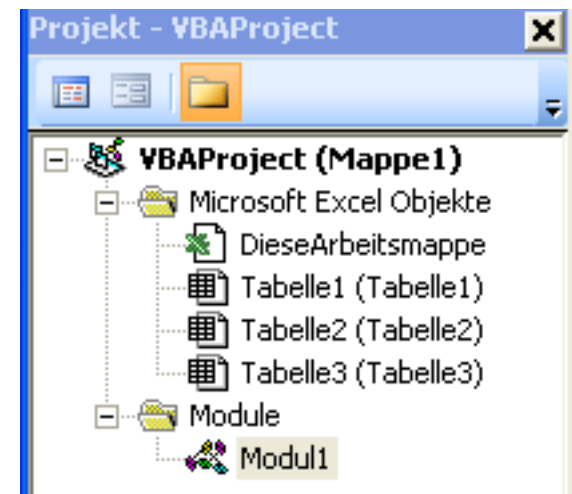 Projekt - VBAProject
VBAProject (Mappe1)
Microsoft Excel Objekte
DieseArbeitsmappe
Tabelle1 (Tabelle1)
Tabelle2 (Tabelle2)
Tabelle3 (Tabelle3)
Module
Modul1